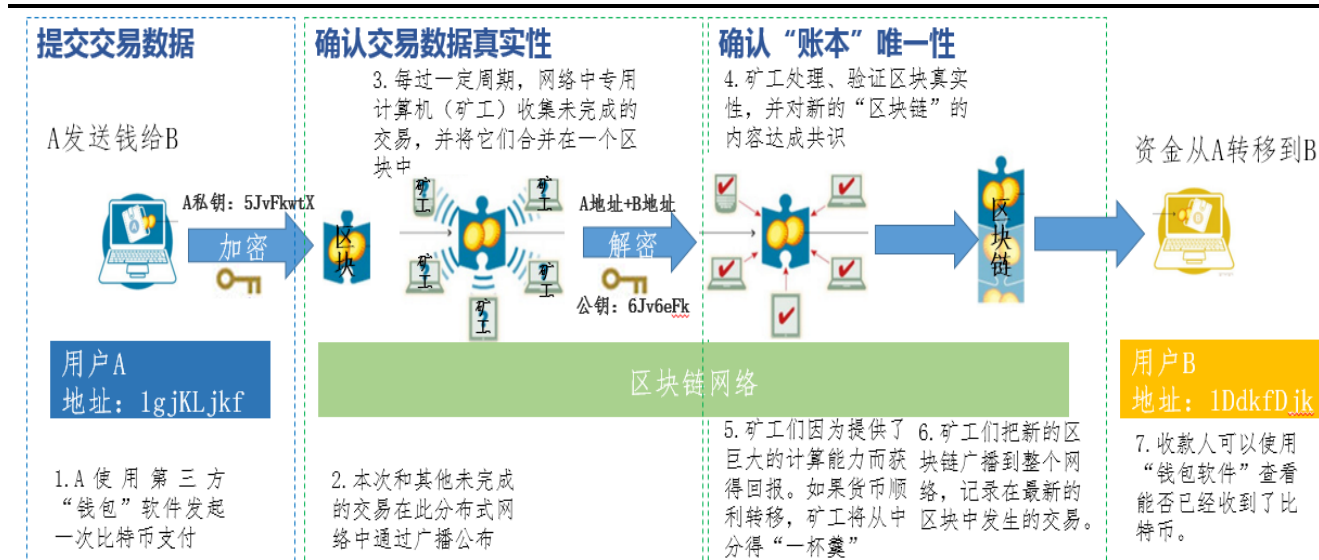 提交交易数据
确认交易数据真实性
确认“账本”唯一性
3.每过一定周期，网络中专用
计算机（矿工）收集未完成的
交易，并将它们合并在一个区
块中
4.矿工处理、验证区块真实
性，并对新的“区块链”的
内容达成共识
A发送钱给B
资金从A转移到B
A私钥：5JvFkwtX
加密
区块
矿工
矿工
矿工
矿工
矿工
A地址+B地址
解密
公钥：6Jv6eFk
区块链
用户A
地址：1gjKLjkf
区块链网络
用户B
地址：1DdkfDjk
1.A使用第三方
“钱包”软件发起
一次比特币支付
2.本次和其他未完成
的交易在此分布式网
络中通过广播公布
5.矿工们因为提供了
巨大的计算能力而获
得回报。如果货币顺
利转移，矿工将从中
分得“一杯羹”
6.矿工们把新的区
块链广播到整个网
络，记录在最新的
区块中发生的交易。
7.收款人可以使用
“钱包软件”查看
能否已经收到了比
特币。